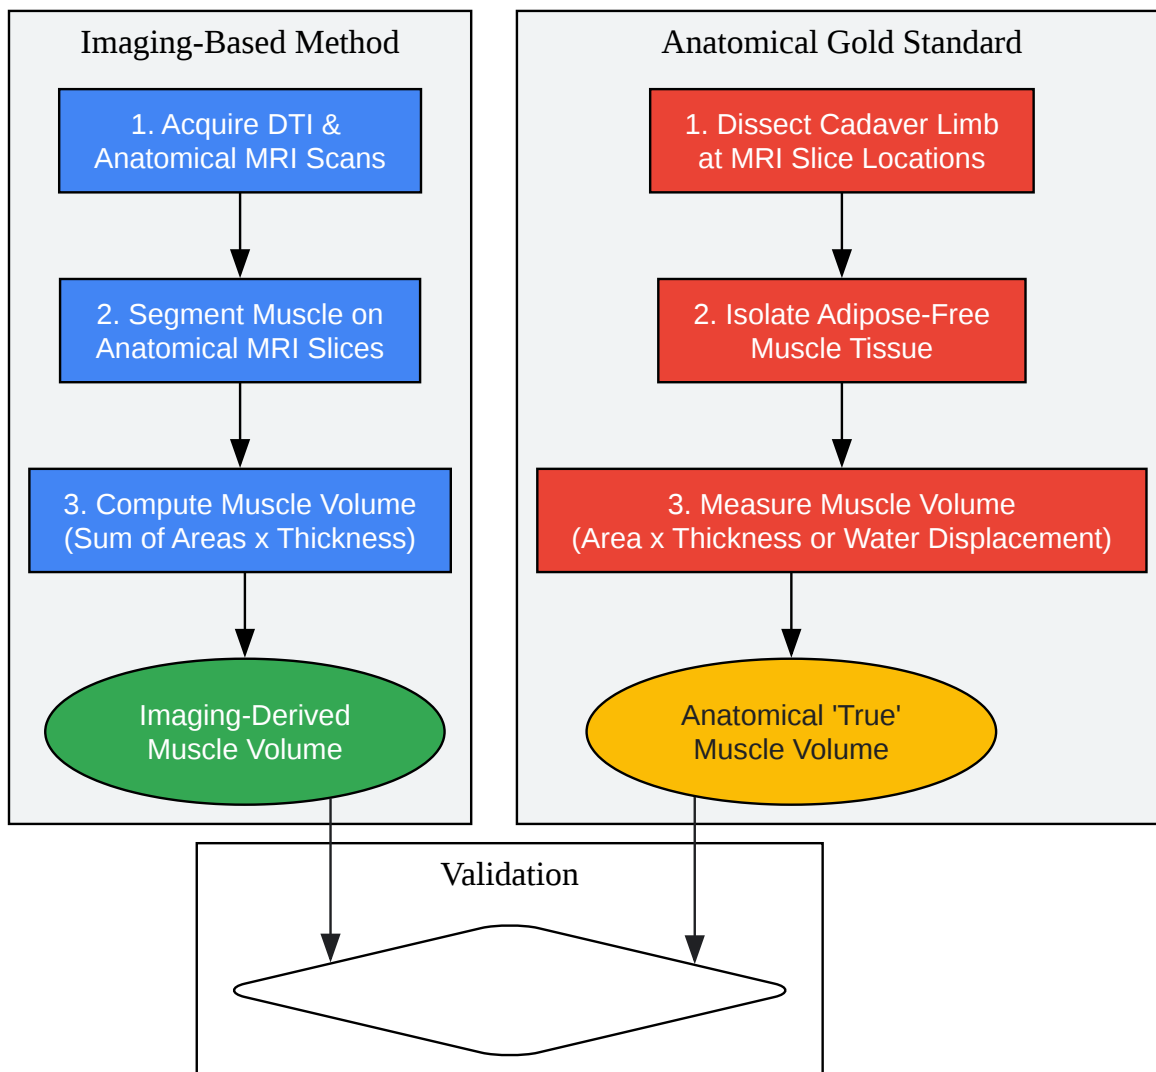 Imaging-Based Method
1. Acquire DTI &
Anatomical MRI Scans
2. Segment Muscle on
Anatomical MRI Slices
3. Compute Muscle Volume
(Sum of Areas x Thickness)
Imaging-Derived
Muscle Volume
Anatomical Gold Standard
1. Dissect Cadaver Limb
at MRI Slice Locations
2. Isolate Adipose-Free
Muscle Tissue
3. Measure Muscle Volume
(Area x Thickness or Water Displacement)
Anatomical 'True'
Muscle Volume
Validation